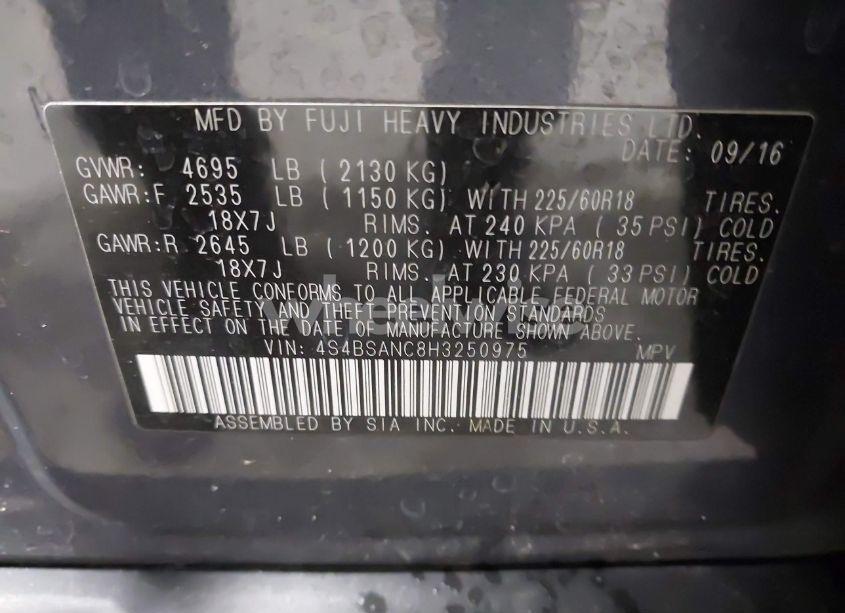 MFD BY FUJI HEAVY INDUSTRIES LTD.
DATE: 09/16
GVWR: 4695 LB ( 2130 KG)
GAWR:F 2535 LB ( 1150 KG) WITH 225/60R18 TIRES.
18X7J RIMS. AT 240 KPA ( 35 PSI) COLD
GAWR:R 2645 LB ( 1200 KG) WITH 225/60R18 TIRES.
18X7J RIMS. AT 230 KPA ( 33 PSI) COLD
THIS VEHICLE CONFORMS TO ALL APPLICABLE FEDERAL MOTOR
VEHICLE SAFETY AND THEFT PREVENTION STANDARDS
IN EFFECT ON THE DATE OF MANUFACTURE SHOWN ABOVE.
VIN: 4S4BSANC8H3250975 MPV
ASSEMBLED BY SIA INC. MADE IN U.S.A.